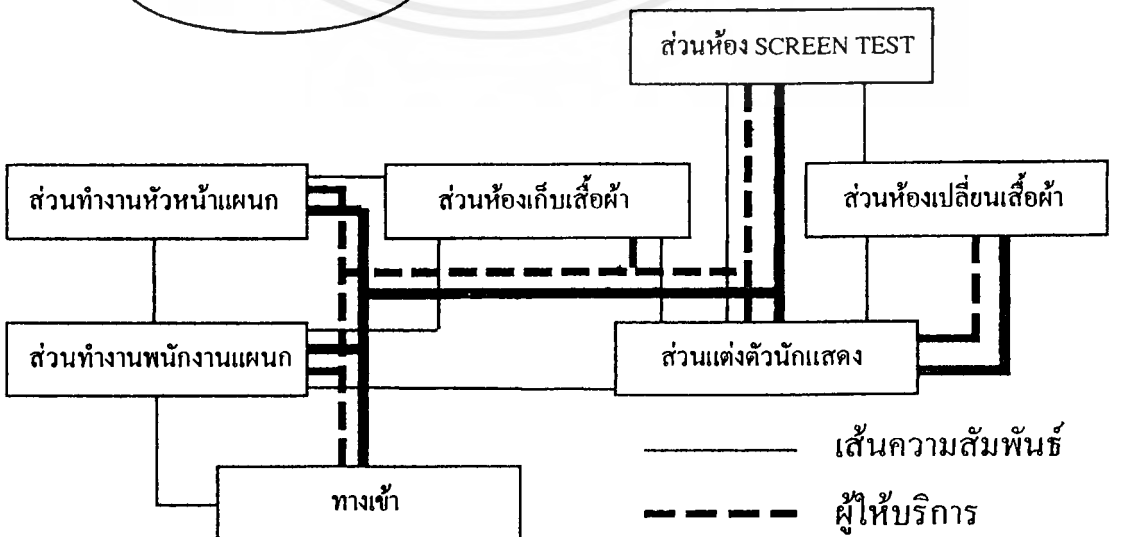 ส่วนห้อง SCREEN TEST
ส่วนทำงานหัวหน้าแผนก
ส่วนห้องเก็บเสื้อผ้า
ส่วนห้องเปลี่ยนเสื้อผ้า
ส่วนทำงานพนักงานแผนก
ส่วนแต่งตัวนักแสดง
เส้นความสัมพันธ์
ทางเข้า
ผู้ให้บริการ